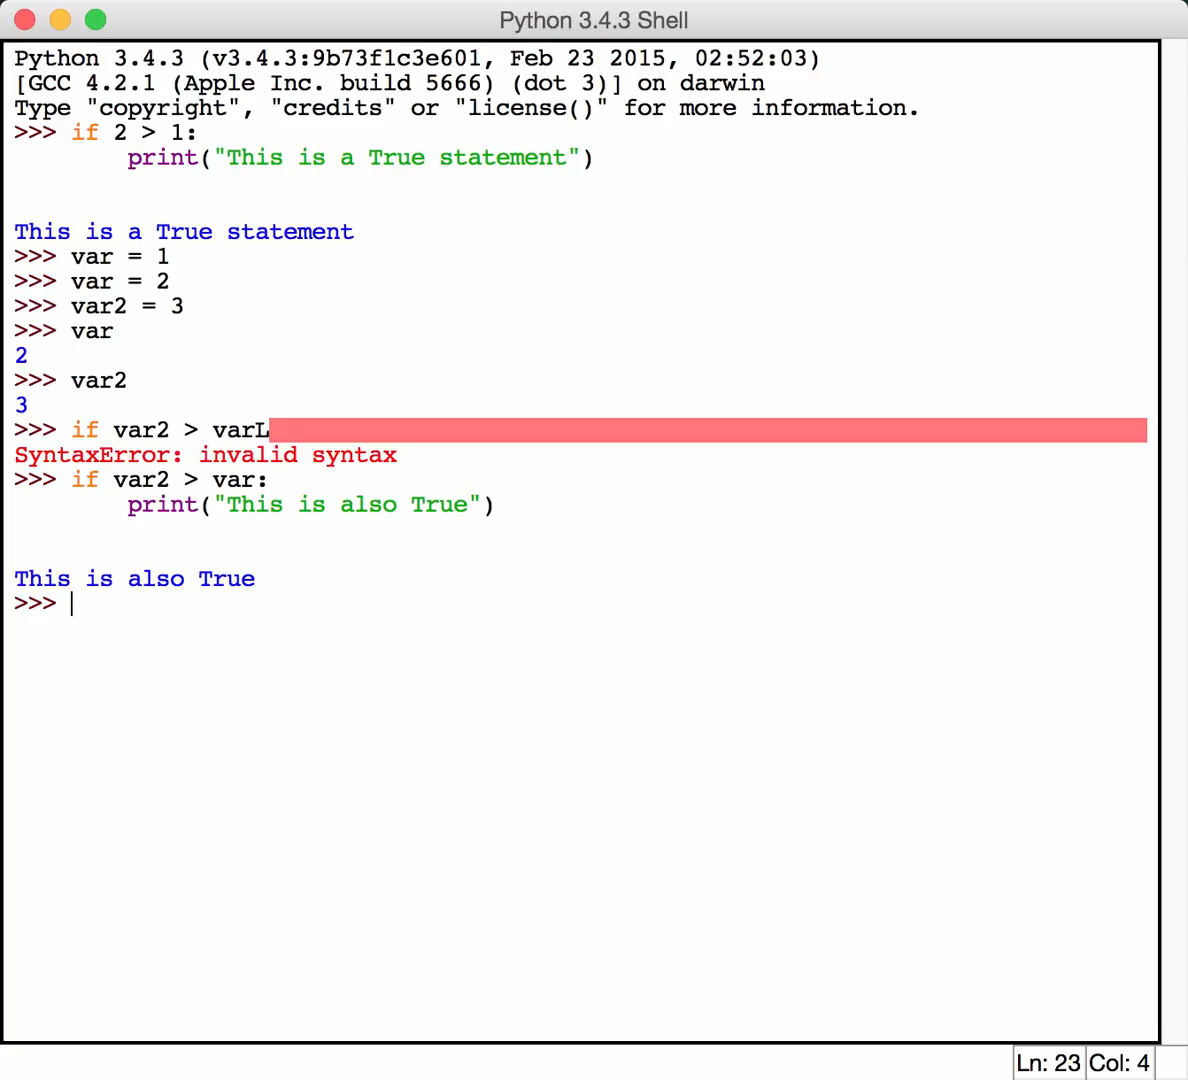 Python 3.4.3 Shell
Python 3.4.3 (v3.4.3:9b73f1c3e601, Feb 23 2015, 02:52:03)
[GCC 4.2.1 (Apple Inc. build 5666) (dot 3)] on darwin
Type "copyright", "credits" or "license()" for more information.
>>> if 2 > 1:
        print("This is a True statement")
This is a True statement
>>> var = 1
>>> var = 2
>>> var2 = 3
>>> var
2
>>> var2
3
>>> if var2 > varL
SyntaxError: invalid syntax
>>> if var2 > var:
        print("This is also True")
This is also True
>>>
Ln: 23 Col: 4